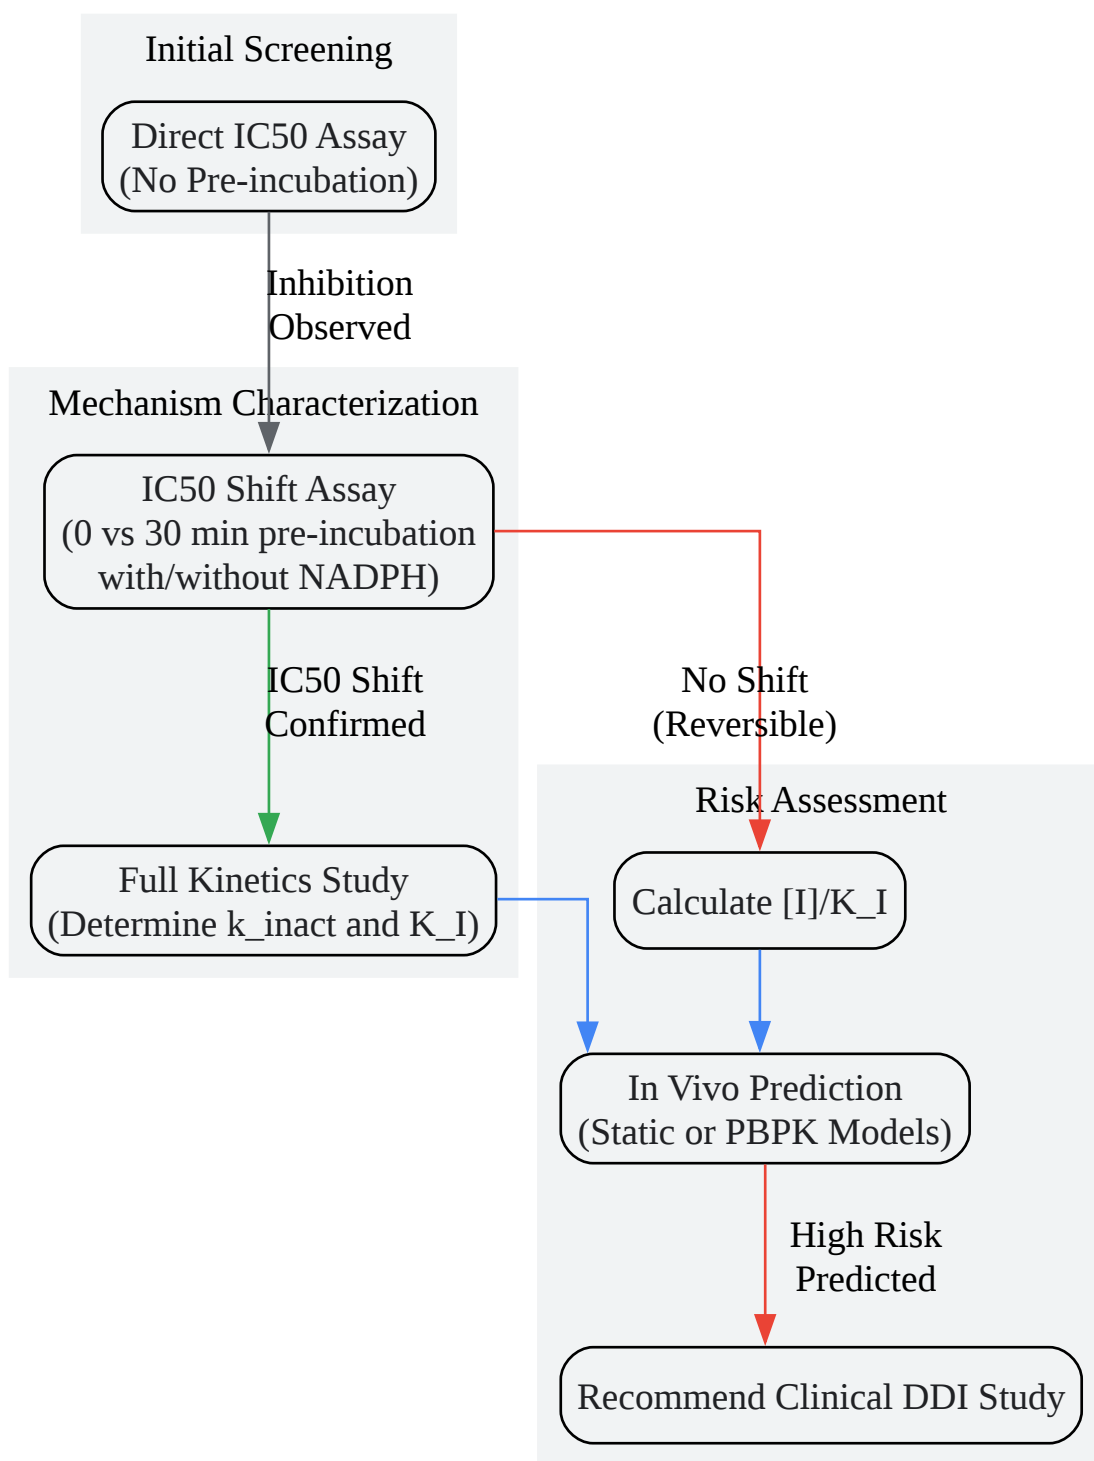 Initial Screening
Direct IC50 Assay
(No Pre-incubation)
Inhibition
Observed
Mechanism Characterization
IC50 Shift Assay
(0 vs 30 min pre-incubation
with/without NADPH)
IC50 Shift
Confirmed
No Shift
(Reversible)
Full Kinetics Study
(Determine k_inact and K_I)
Risk Assessment
Calculate [I]/K_I
In Vivo Prediction
(Static or PBPK Models)
High Risk
Predicted
Recommend Clinical DDI Study